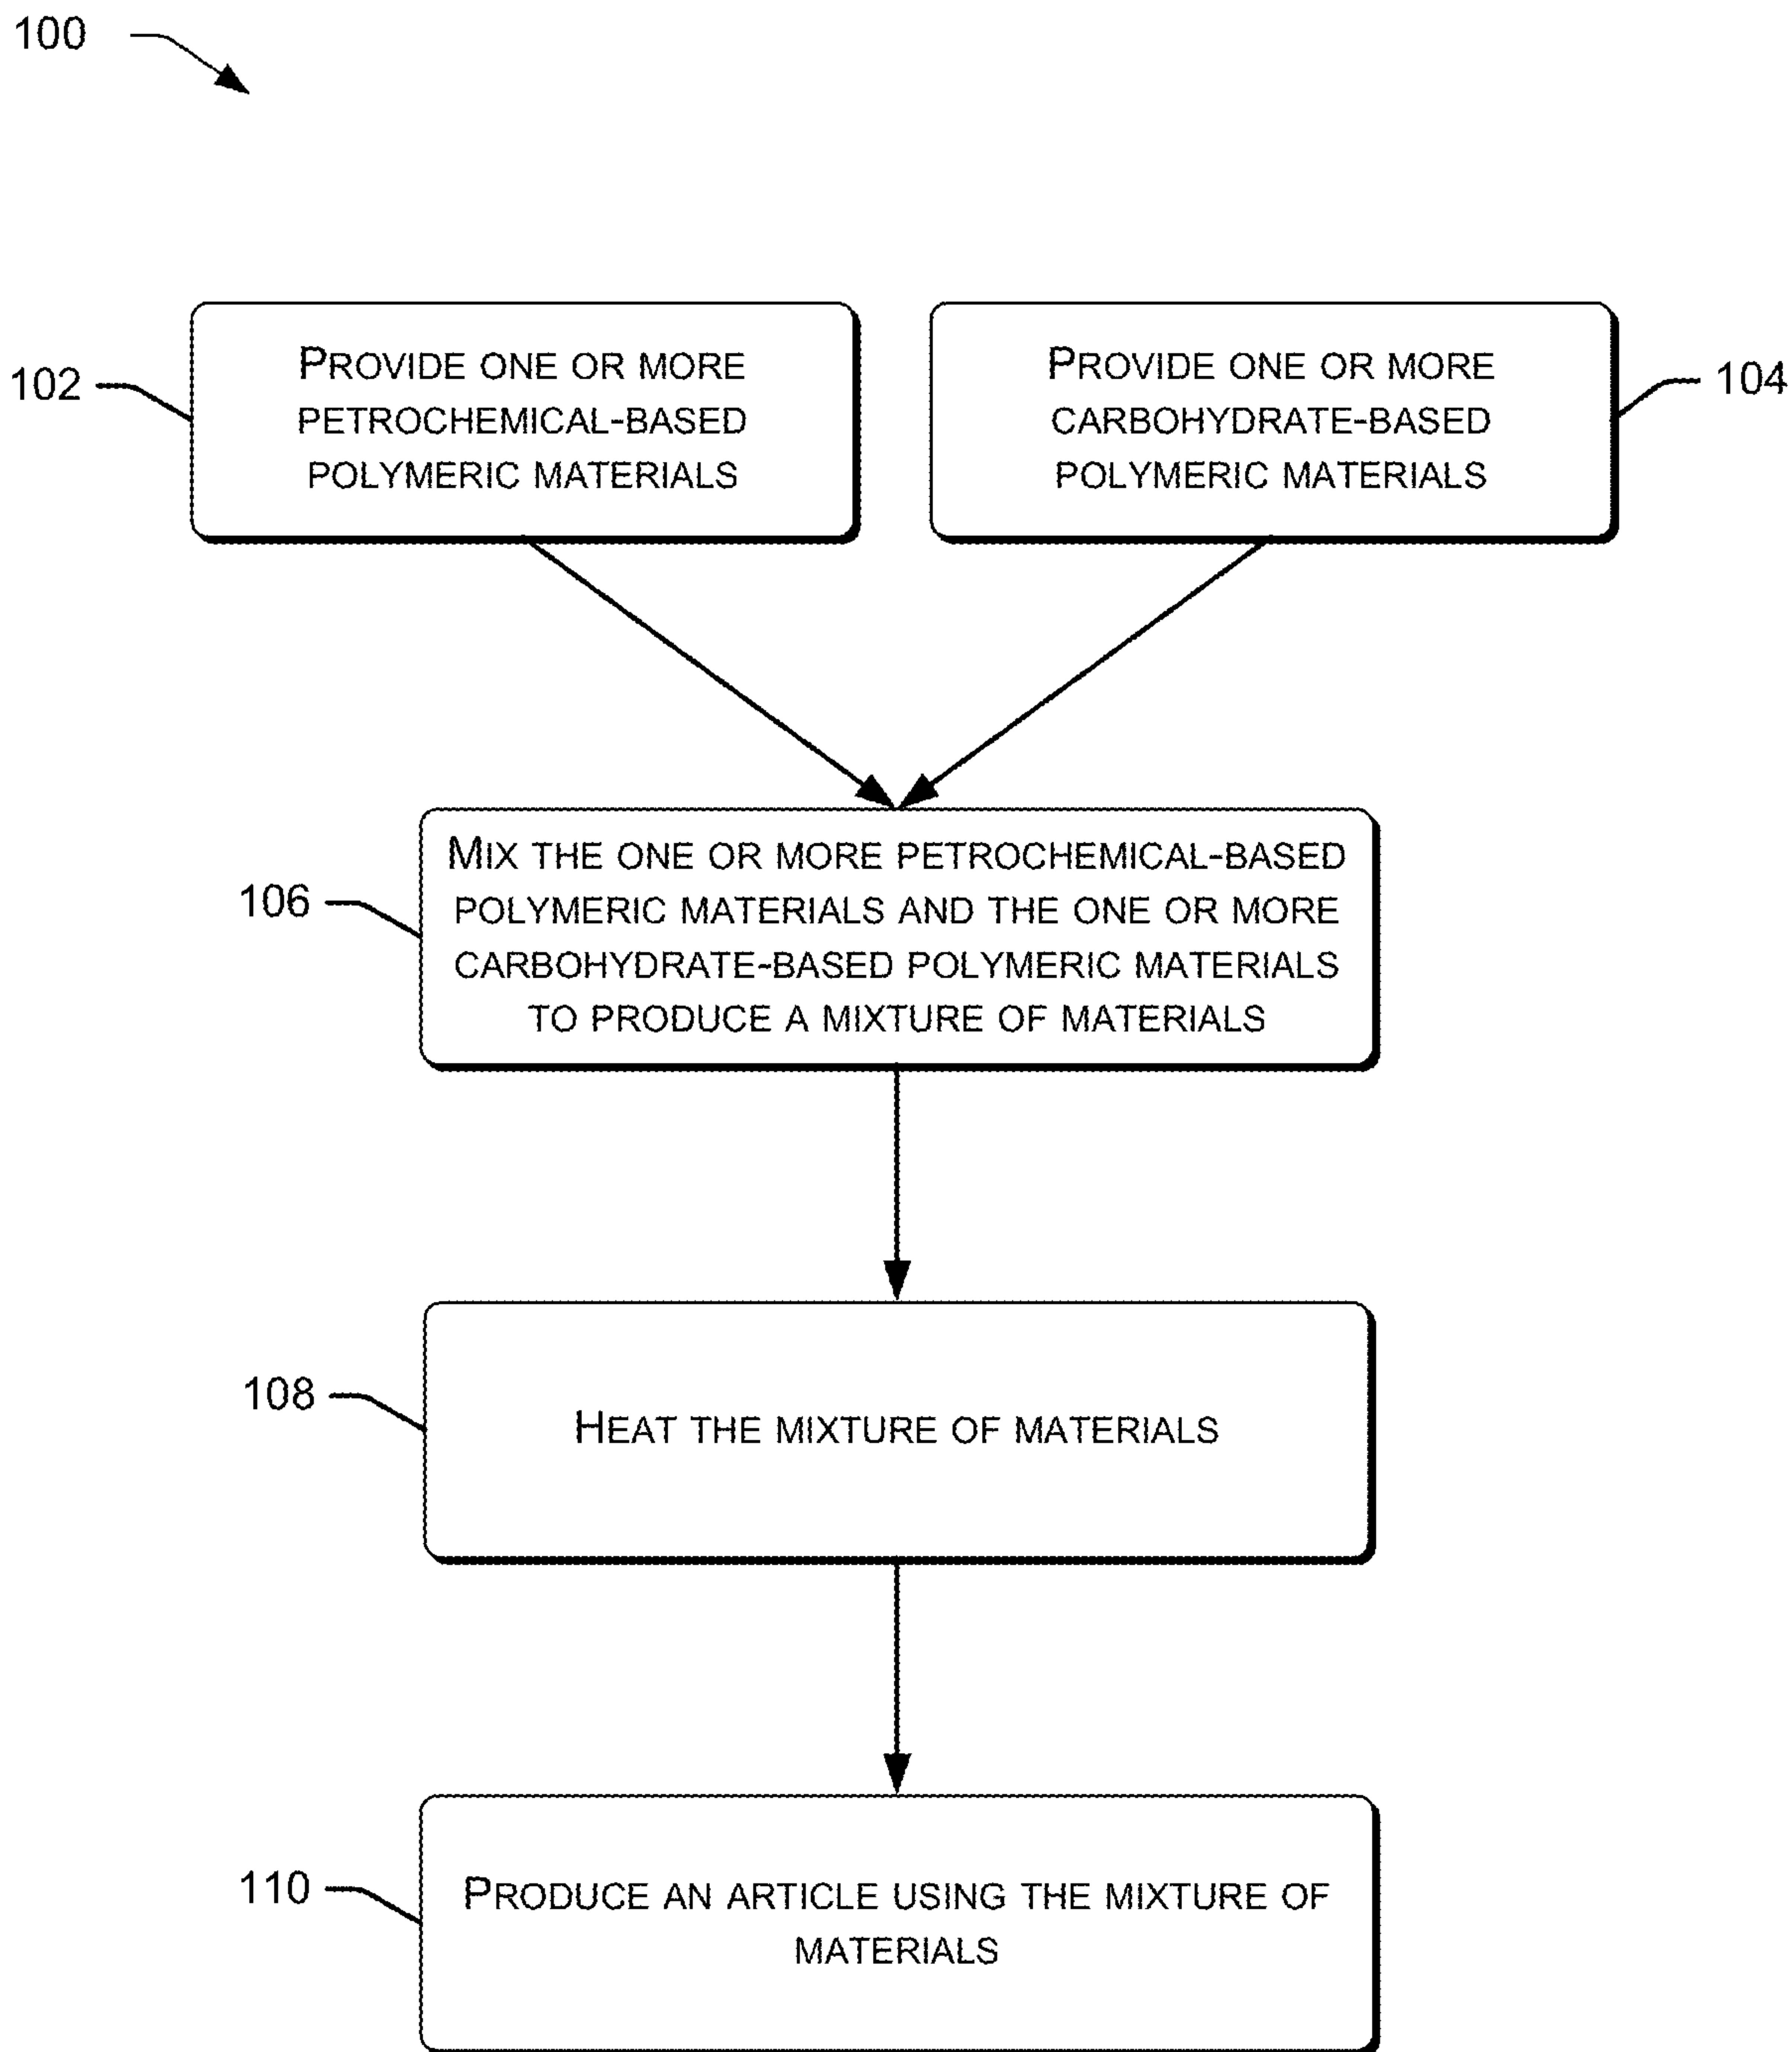 100
102
PROVIDE ONE OR MORE
PETROCHEMICAL-BASED
POLYMERIC MATERIALS
PROVIDE ONE OR MORE
CARBOHYDRATE-BASED
POLYMERIC MATERIALS
104
106
MIX THE ONE OR MORE PETROCHEMICAL-BASED
POLYMERIC MATERIALS AND THE ONE OR MORE
CARBOHYDRATE-BASED POLYMERIC MATERIALS
TO PRODUCE A MIXTURE OF MATERIALS
108
HEAT THE MIXTURE OF MATERIALS
110
PRODUCE AN ARTICLE USING THE MIXTURE OF
MATERIALS